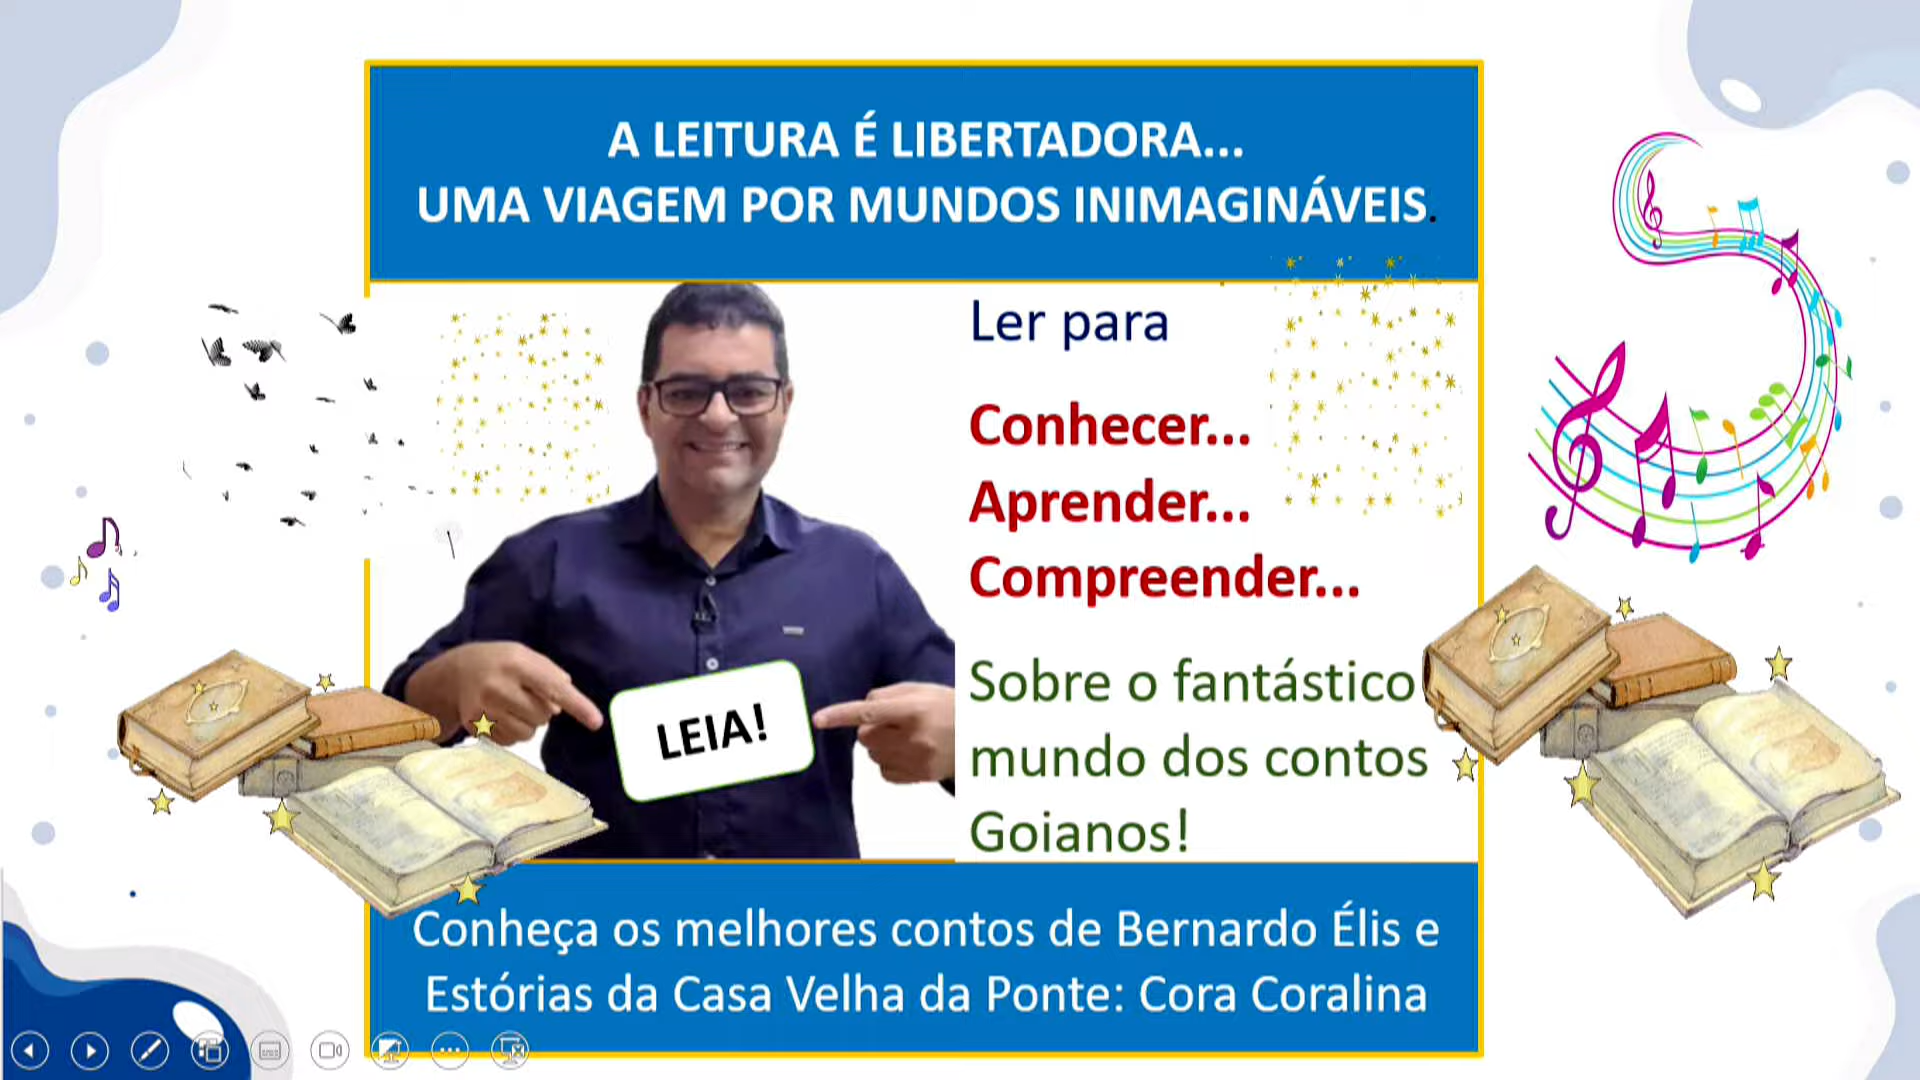 A LEITURA É LIBERTADORA...
UMA VIAGEM POR MUNDOS INIMAGINÁVEIS.
Ler para
Conhecer...
Aprender...
Compreender...
Sobre o fantástico
mundo dos contos
Goianos!
LEIA!
Conheça os melhores contos de Bernardo Élis e
Estórias da Casa Velha da Ponte: Cora Coralina